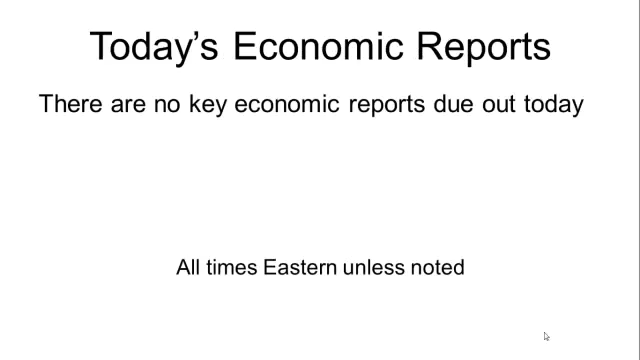 Today’s Economic Reports
There are no key economic reports due out today
All times Eastern unless noted